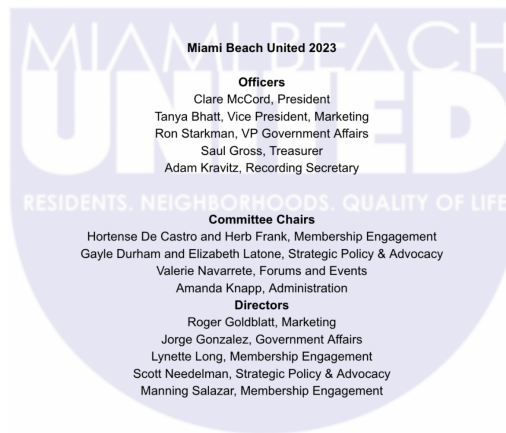 MIAMI BEACH
UNITED
RESIDENTS. NEIGHBORHOODS. QUALITY OF LIFE
Miami Beach United 2023
Officers
Clare McCord, President
Tanya Bhatt, Vice President, Marketing
Ron Starkman, VP Government Affairs
Saul Gross, Treasurer
Adam Kravitz, Recording Secretary
Committee Chairs
Hortense De Castro and Herb Frank, Membership Engagement
Gayle Durham and Elizabeth Latone, Strategic Policy & Advocacy
Valerie Navarrete, Forums and Events
Amanda Knapp, Administration
Directors
Roger Goldblatt, Marketing
Jorge Gonzalez, Government Affairs
Lynette Long, Membership Engagement
Scott Needelman, Strategic Policy & Advocacy
Manning Salazar, Membership Engagement